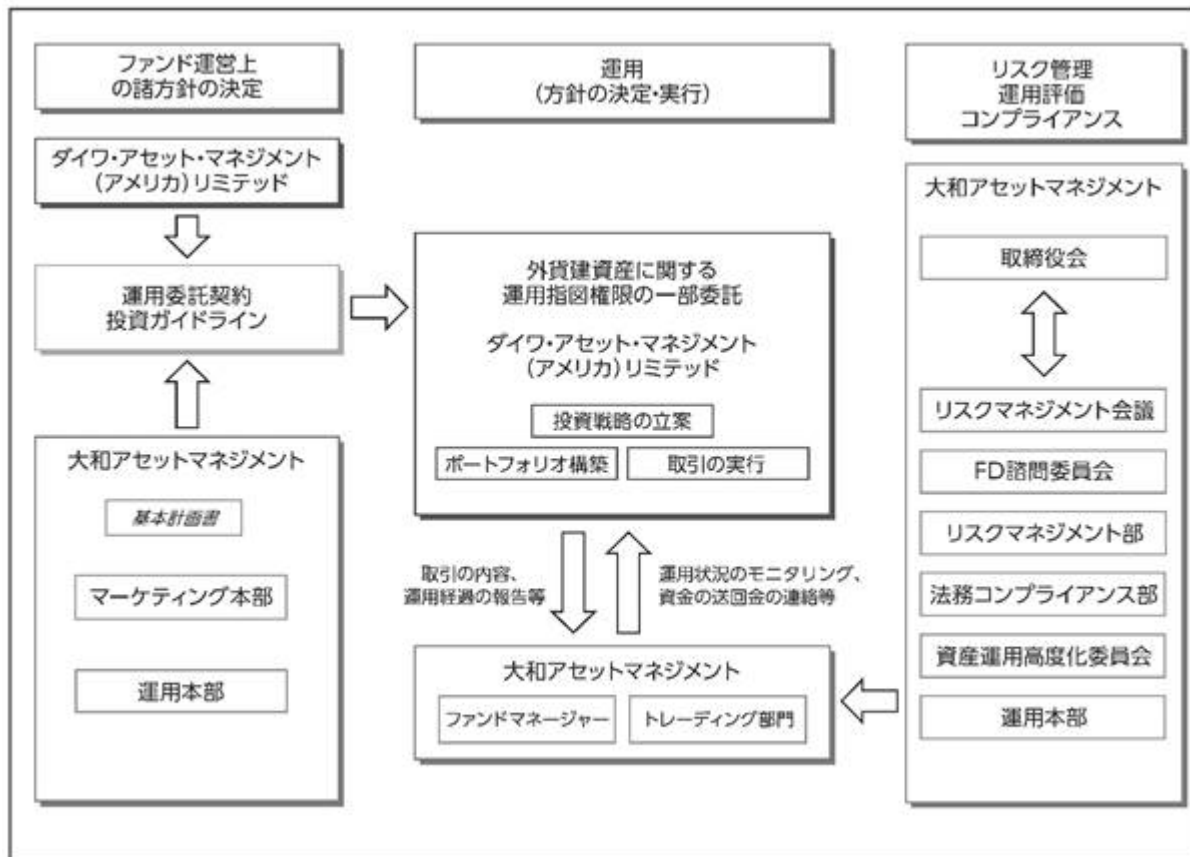 ファンド運営上
の諸方針の決定
ダイワ・アセット・マネジメント
(アメリカ)リミテッド
運用委託契約
投資ガイドライン
大和アセットマネジメント
基本計画書
マーケティング本部
運用本部
運用
(方針の決定・実行)
外貨建資産に関する
運用指図権限の一部委託
ダイワ・アセット・マネジメント
(アメリカ)リミテッド
投資戦略の立案
ポートフォリオ構築
取引の実行
取引の内容、
運用経過の報告等
運用状況のモニタリング、
資金の送回金の連絡等
大和アセットマネジメント
ファンドマネージャー
トレーディング部門
リスク管理
運用評価
コンプライアンス
大和アセットマネジメント
取締役会
リスクマネジメント会議
FD諮問委員会
リスクマネジメント部
法務コンプライアンス部
資産運用高度化委員会
運用本部